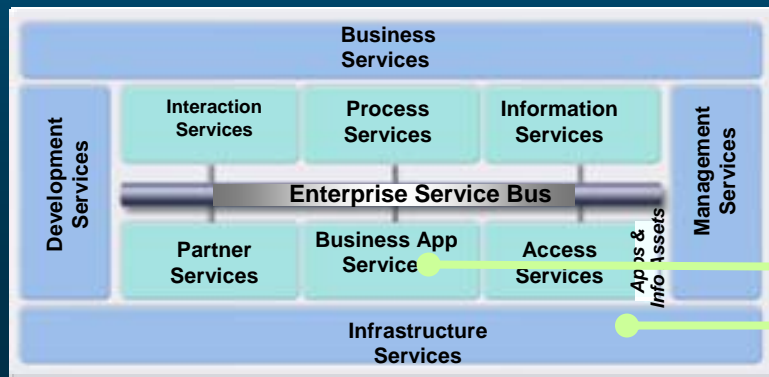 Business
Services
Development
Services
Interaction
Services
Process
Services
Information
Services
Management
Services
Enterprise Service Bus
Partner
Services
Business App
Service
Access
Services
Info Assets
Infrastructure
Services